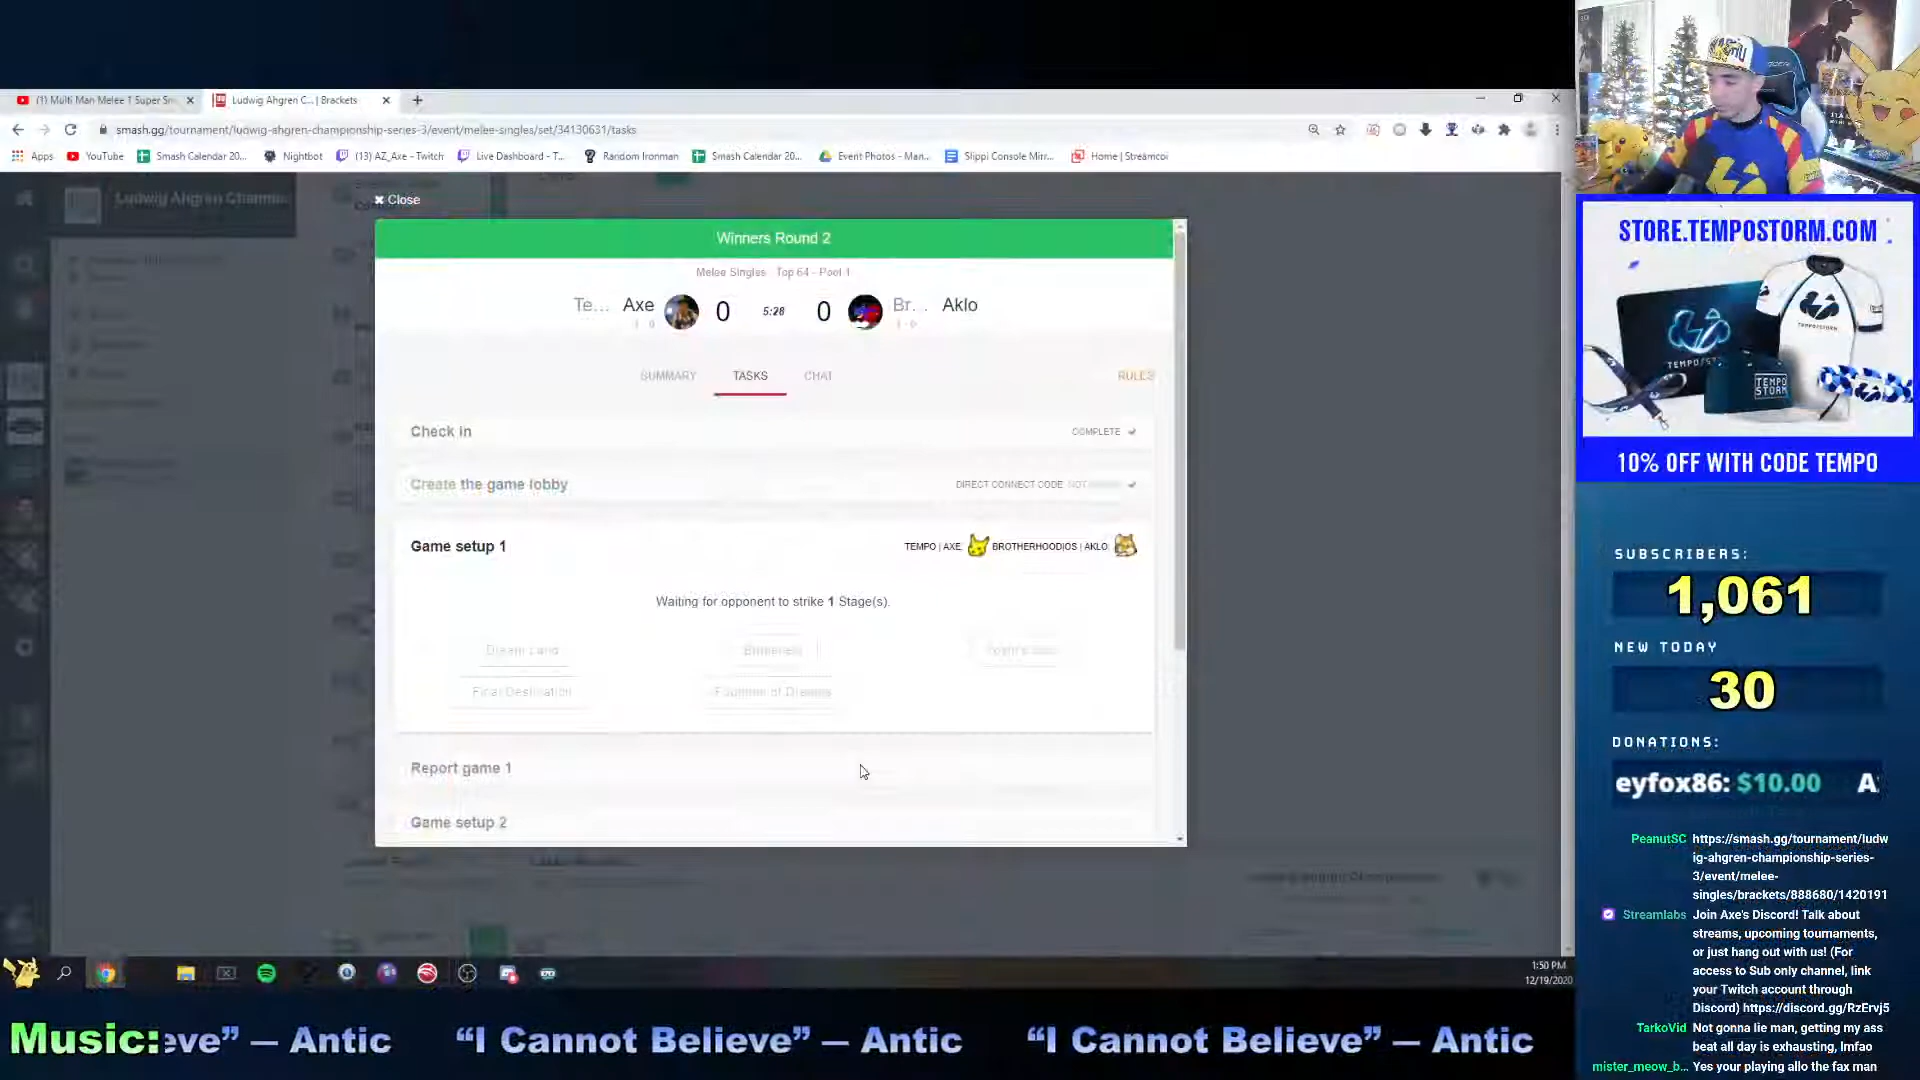 (1) Multi Man Melee 1 Super Sm
Ludwig Ahgren C... | Brackets
smash.gg/tournament/ludwig-ahgren-championship-series-3/event/melee-singles/set/34130631/tasks
Apps
YouTube
Smash Calendar 20...
Nightbot
(13) AZ_Axe - Twitch
Live Dashboard - T...
Random Ironman
Smash Calendar 20...
Event Photos - Man...
Slippi Console Mirr...
Home | Streamcoi
Close
Winners Round 2
Melee Singles · Top 64 - Pool 1
Te... Axe 0 5:28 0 Br... Aklo
SUMMARY TASKS CHAT RULES
Check in COMPLETE
Create the game lobby DIRECT CONNECT CODE
Game setup 1 TEMPO | AXE BROTHERHOOD|OS | AKLO
Waiting for opponent to strike 1 Stage(s).
Dream Land
Final Destination Fountain of Dreams
Report game 1
Game setup 2
1:50 PM
12/19/2020
Music: eve” — Antic “I Cannot Believe” — Antic “I Cannot Believe” — Antic
STORE.TEMPOSTORM.COM
TEMPO STORM
10% OFF WITH CODE TEMPO
SUBSCRIBERS:
1,061
NEW TODAY
30
DONATIONS:
eyfox86: $10.00 A
PeanutSC https://smash.gg/tournament/ludw
ig-ahgren-championship-series-
3/event/melee-
singles/brackets/888680/1420191
Streamlabs Join Axe's Discord! Talk about
streams, upcoming tournaments,
or just hang out with us! (For
access to Sub only channel, link
your Twitch account through
Discord) https://discord.gg/RzErvj5
TarkoVid Not gonna lie man, getting my ass
beat all day is exhausting, lmfao
mister_meow_b... Yes your playing allo the fax man